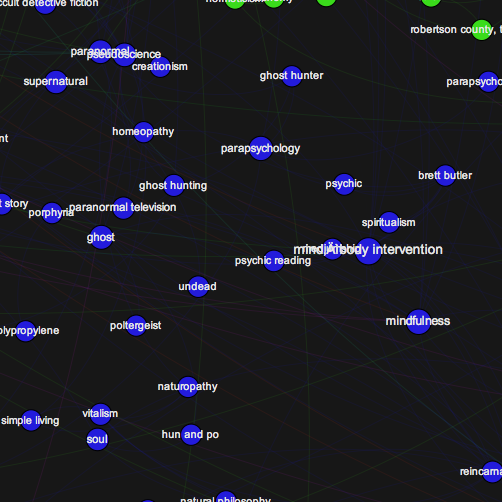 ccult detective fiction
robertson county, t
paranormal
pseudoscience
creationism
supernatural
ghost hunter
parapsycho
homeopathy
nt
parapsychology
psychic
brett butler
ghost hunting
t story
porphyria
paranormal television
spiritualism
ghost
mind–body intervention
psychic reading
undead
mindfulness
olypropylene
poltergeist
naturopathy
simple living
vitalism
soul
hun and po
reincarna
natural philosophy